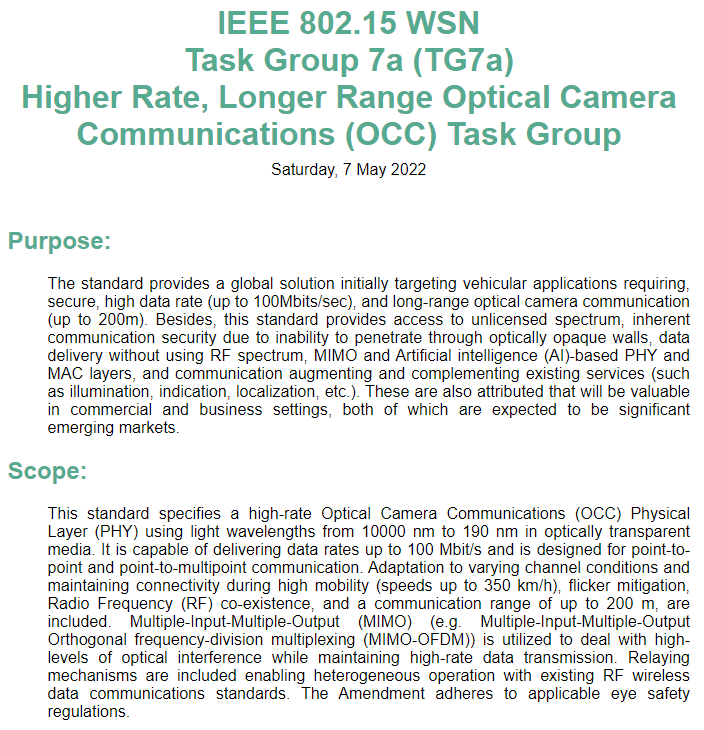 IEEE 802.15 WSN
Task Group 7a (TG7a)
Higher Rate, Longer Range Optical Camera
Communications (OCC) Task Group
Saturday, 7 May 2022
Purpose:
The standard provides a global solution initially targeting vehicular applications requiring,
secure, high data rate (up to 100Mbits/sec), and long-range optical camera communication
(up to 200m). Besides, this standard provides access to unlicensed spectrum, inherent
communication security due to inability to penetrate through optically opaque walls, data
delivery without using RF spectrum, MIMO and Artificial intelligence (AI)-based PHY and
MAC layers, and communication augmenting and complementing existing services (such
as illumination, indication, localization, etc.). These are also attributed that will be valuable
in commercial and business settings, both of which are expected to be significant
emerging markets.
Scope:
This standard specifies a high-rate Optical Camera Communications (OCC) Physical
Layer (PHY) using light wavelengths from 10000 nm to 190 nm in optically transparent
media. It is capable of delivering data rates up to 100 Mbit/s and is designed for point-to-
point and point-to-multipoint communication. Adaptation to varying channel conditions and
maintaining connectivity during high mobility (speeds up to 350 km/h), flicker mitigation,
Radio Frequency (RF) co-existence, and a communication range of up to 200 m, are
included. Multiple-Input-Multiple-Output (MIMO) (e.g. Multiple-Input-Multiple-Output
Orthogonal frequency-division multiplexing (MIMO-OFDM)) is utilized to deal with high-
levels of optical interference while maintaining high-rate data transmission. Relaying
mechanisms are included enabling heterogeneous operation with existing RF wireless
data communications standards. The Amendment adheres to applicable eye safety
regulations.